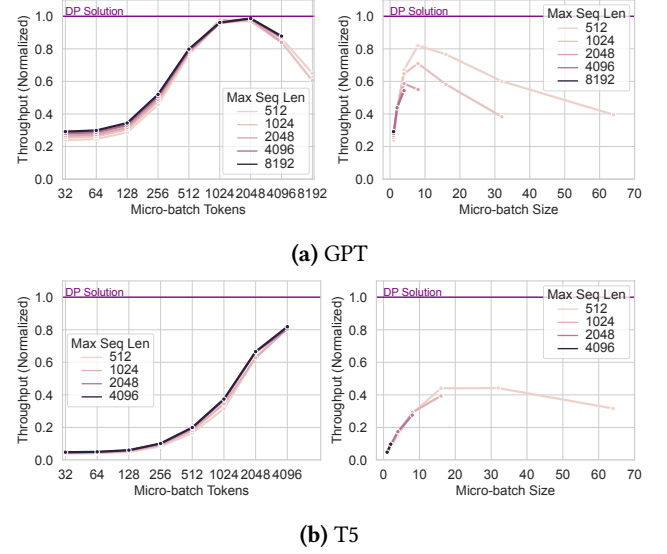 DP Solution
1.0
0.8
0.6
0.4
0.2
0.0
Throughput (Normalized)
Max Seq Len
512
1024
2048
4096
8192
32 64 128 256 512 1024 2048 4096 8192
Micro-batch Tokens
DP Solution
1.0
0.8
0.6
0.4
0.2
0.0
Throughput (Normalized)
Max Seq Len
512
1024
2048
4096
8192
0 10 20 30 40 50 60 70
Micro-batch Size
(a) GPT
DP Solution
1.0
0.8
0.6
0.4
0.2
0.0
Throughput (Normalized)
Max Seq Len
512
1024
2048
4096
32 64 128 256 512 1024 2048 4096
Micro-batch Tokens
DP Solution
1.0
0.8
0.6
0.4
0.2
0.0
Throughput (Normalized)
Max Seq Len
512
1024
2048
4096
0 10 20 30 40 50 60 70
Micro-batch Size
(b) T5